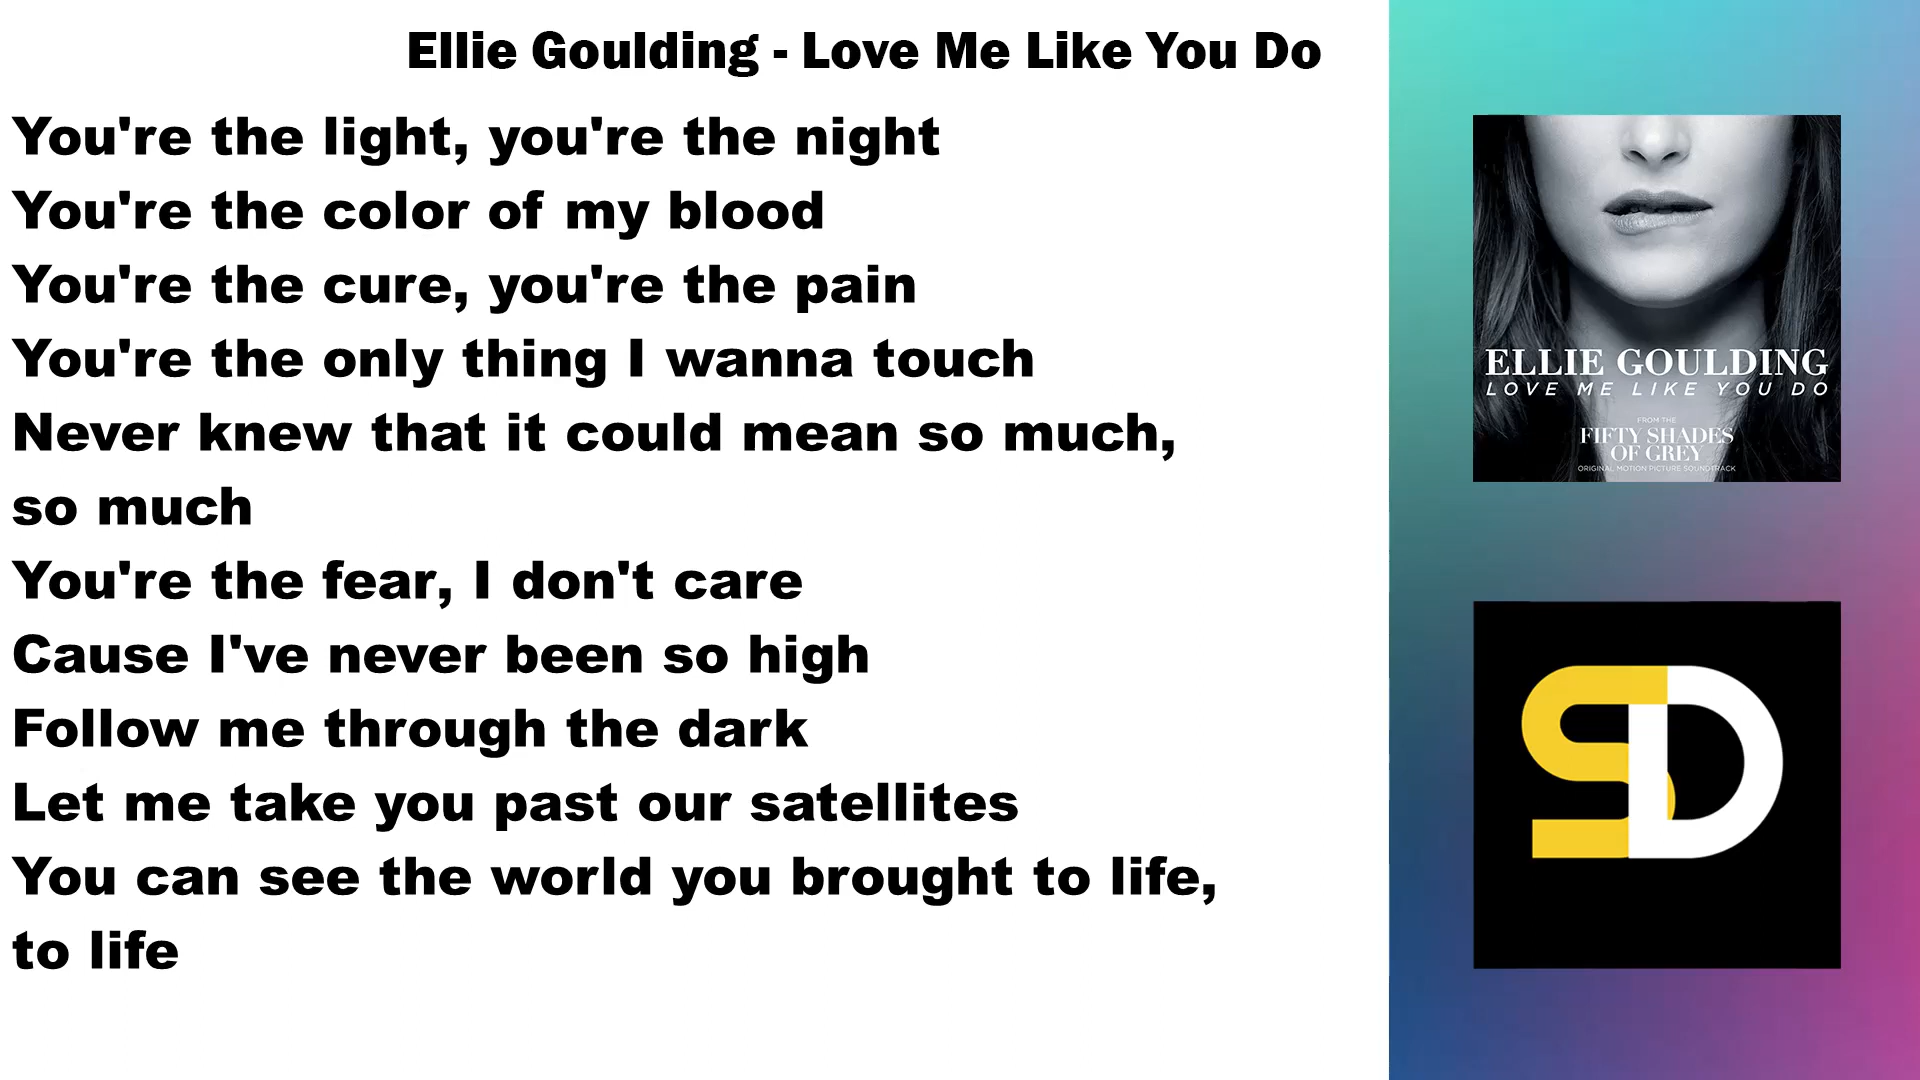 Ellie Goulding - Love Me Like You Do
You're the light, you're the night
You're the color of my blood
You're the cure, you're the pain
You're the only thing I wanna touch
Never knew that it could mean so much,
so much
You're the fear, I don't care
Cause I've never been so high
Follow me through the dark
Let me take you past our satellites
You can see the world you brought to life,
to life
ELLIE GOULDING
LOVE ME LIKE YOU DO
FROM THE
FIFTY SHADES
OF GREY
ORIGINAL MOTION PICTURE SOUNDTRACK
SD